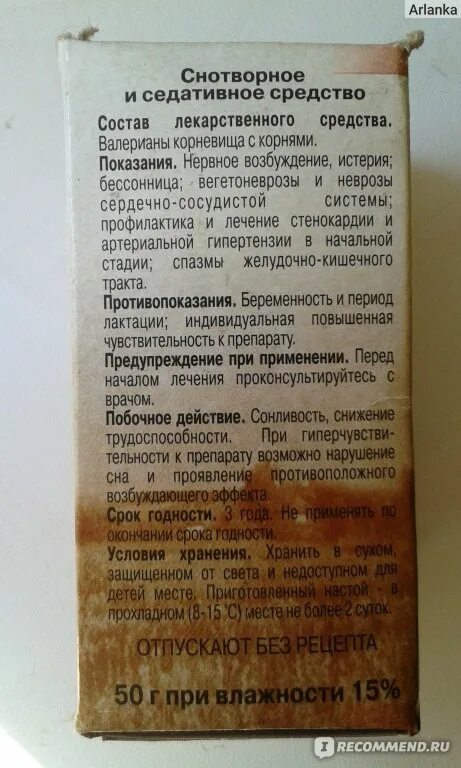 Arlanka
Снотворное
и седативное средство
Состав лекарственного средства.
Валерианы корневища с корнями.
Показания. Нервное возбуждение, истерия;
бессонница; вегетоневрозы и неврозы
сердечно-сосудистой системы;
профилактика и лечение стенокардии и
артериальной гипертензии в начальной
стадии; спазмы желудочно-кишечного
тракта.
Противопоказания. Беременность и период
лактации; индивидуальная повышенная
чувствительность к препарату.
Предупреждение при применении. Перед
началом лечения проконсультируйтесь с
врачом.
Побочное действие. Сонливость, снижение
трудоспособности. При гиперчувстви-
тельности к препарату возможно нарушение
сна и проявление противоположного
возбуждающего эффекта.
Срок годности. 3 года. Не применять по
окончании срока годности.
Условия хранения. Хранить в сухом,
защищенном от света и недоступном для
детей месте. Приготовленный настой - в
прохладном (8-15 °С) месте не более 2 суток.
ОТПУСКАЮТ БЕЗ РЕЦЕПТА
50 г при влажности 15%
I RECOMMEND.RU